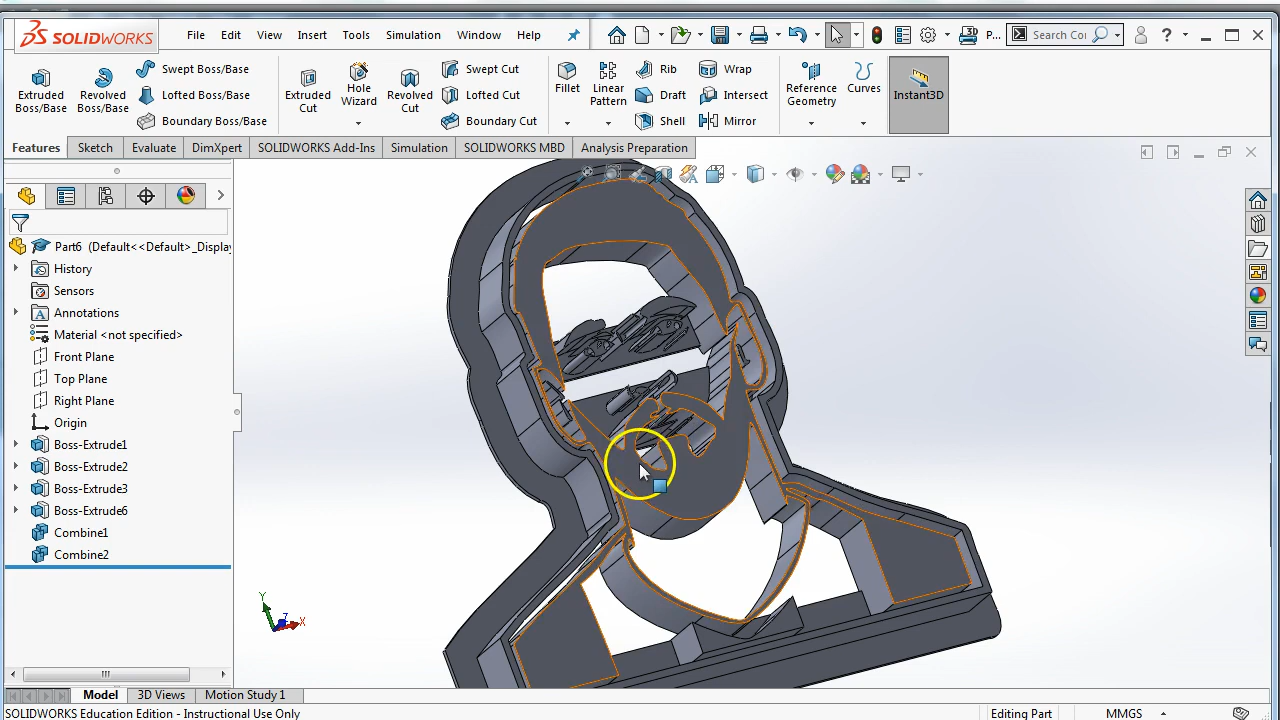 SOLIDWORKS
File Edit View Insert Tools Simulation Window Help
P...
Search Co
Extruded Boss/Base
Revolved Boss/Base
Swept Boss/Base
Lofted Boss/Base
Boundary Boss/Base
Extruded Cut
Hole Wizard
Revolved Cut
Swept Cut
Lofted Cut
Boundary Cut
Fillet
Linear Pattern
Rib
Draft
Shell
Wrap
Intersect
Mirror
Reference Geometry
Curves
Instant3D
Features Sketch Evaluate DimXpert SOLIDWORKS Add-Ins Simulation SOLIDWORKS MBD Analysis Preparation
Part6 (Default<<Default>_Display
History
Sensors
Annotations
Material <not specified>
Front Plane
Top Plane
Right Plane
Origin
Boss-Extrude1
Boss-Extrude2
Boss-Extrude3
Boss-Extrude6
Combine1
Combine2
Y
Z
X
Model 3D Views Motion Study 1
SOLIDWORKS Education Edition - Instructional Use Only
Editing Part MMGS